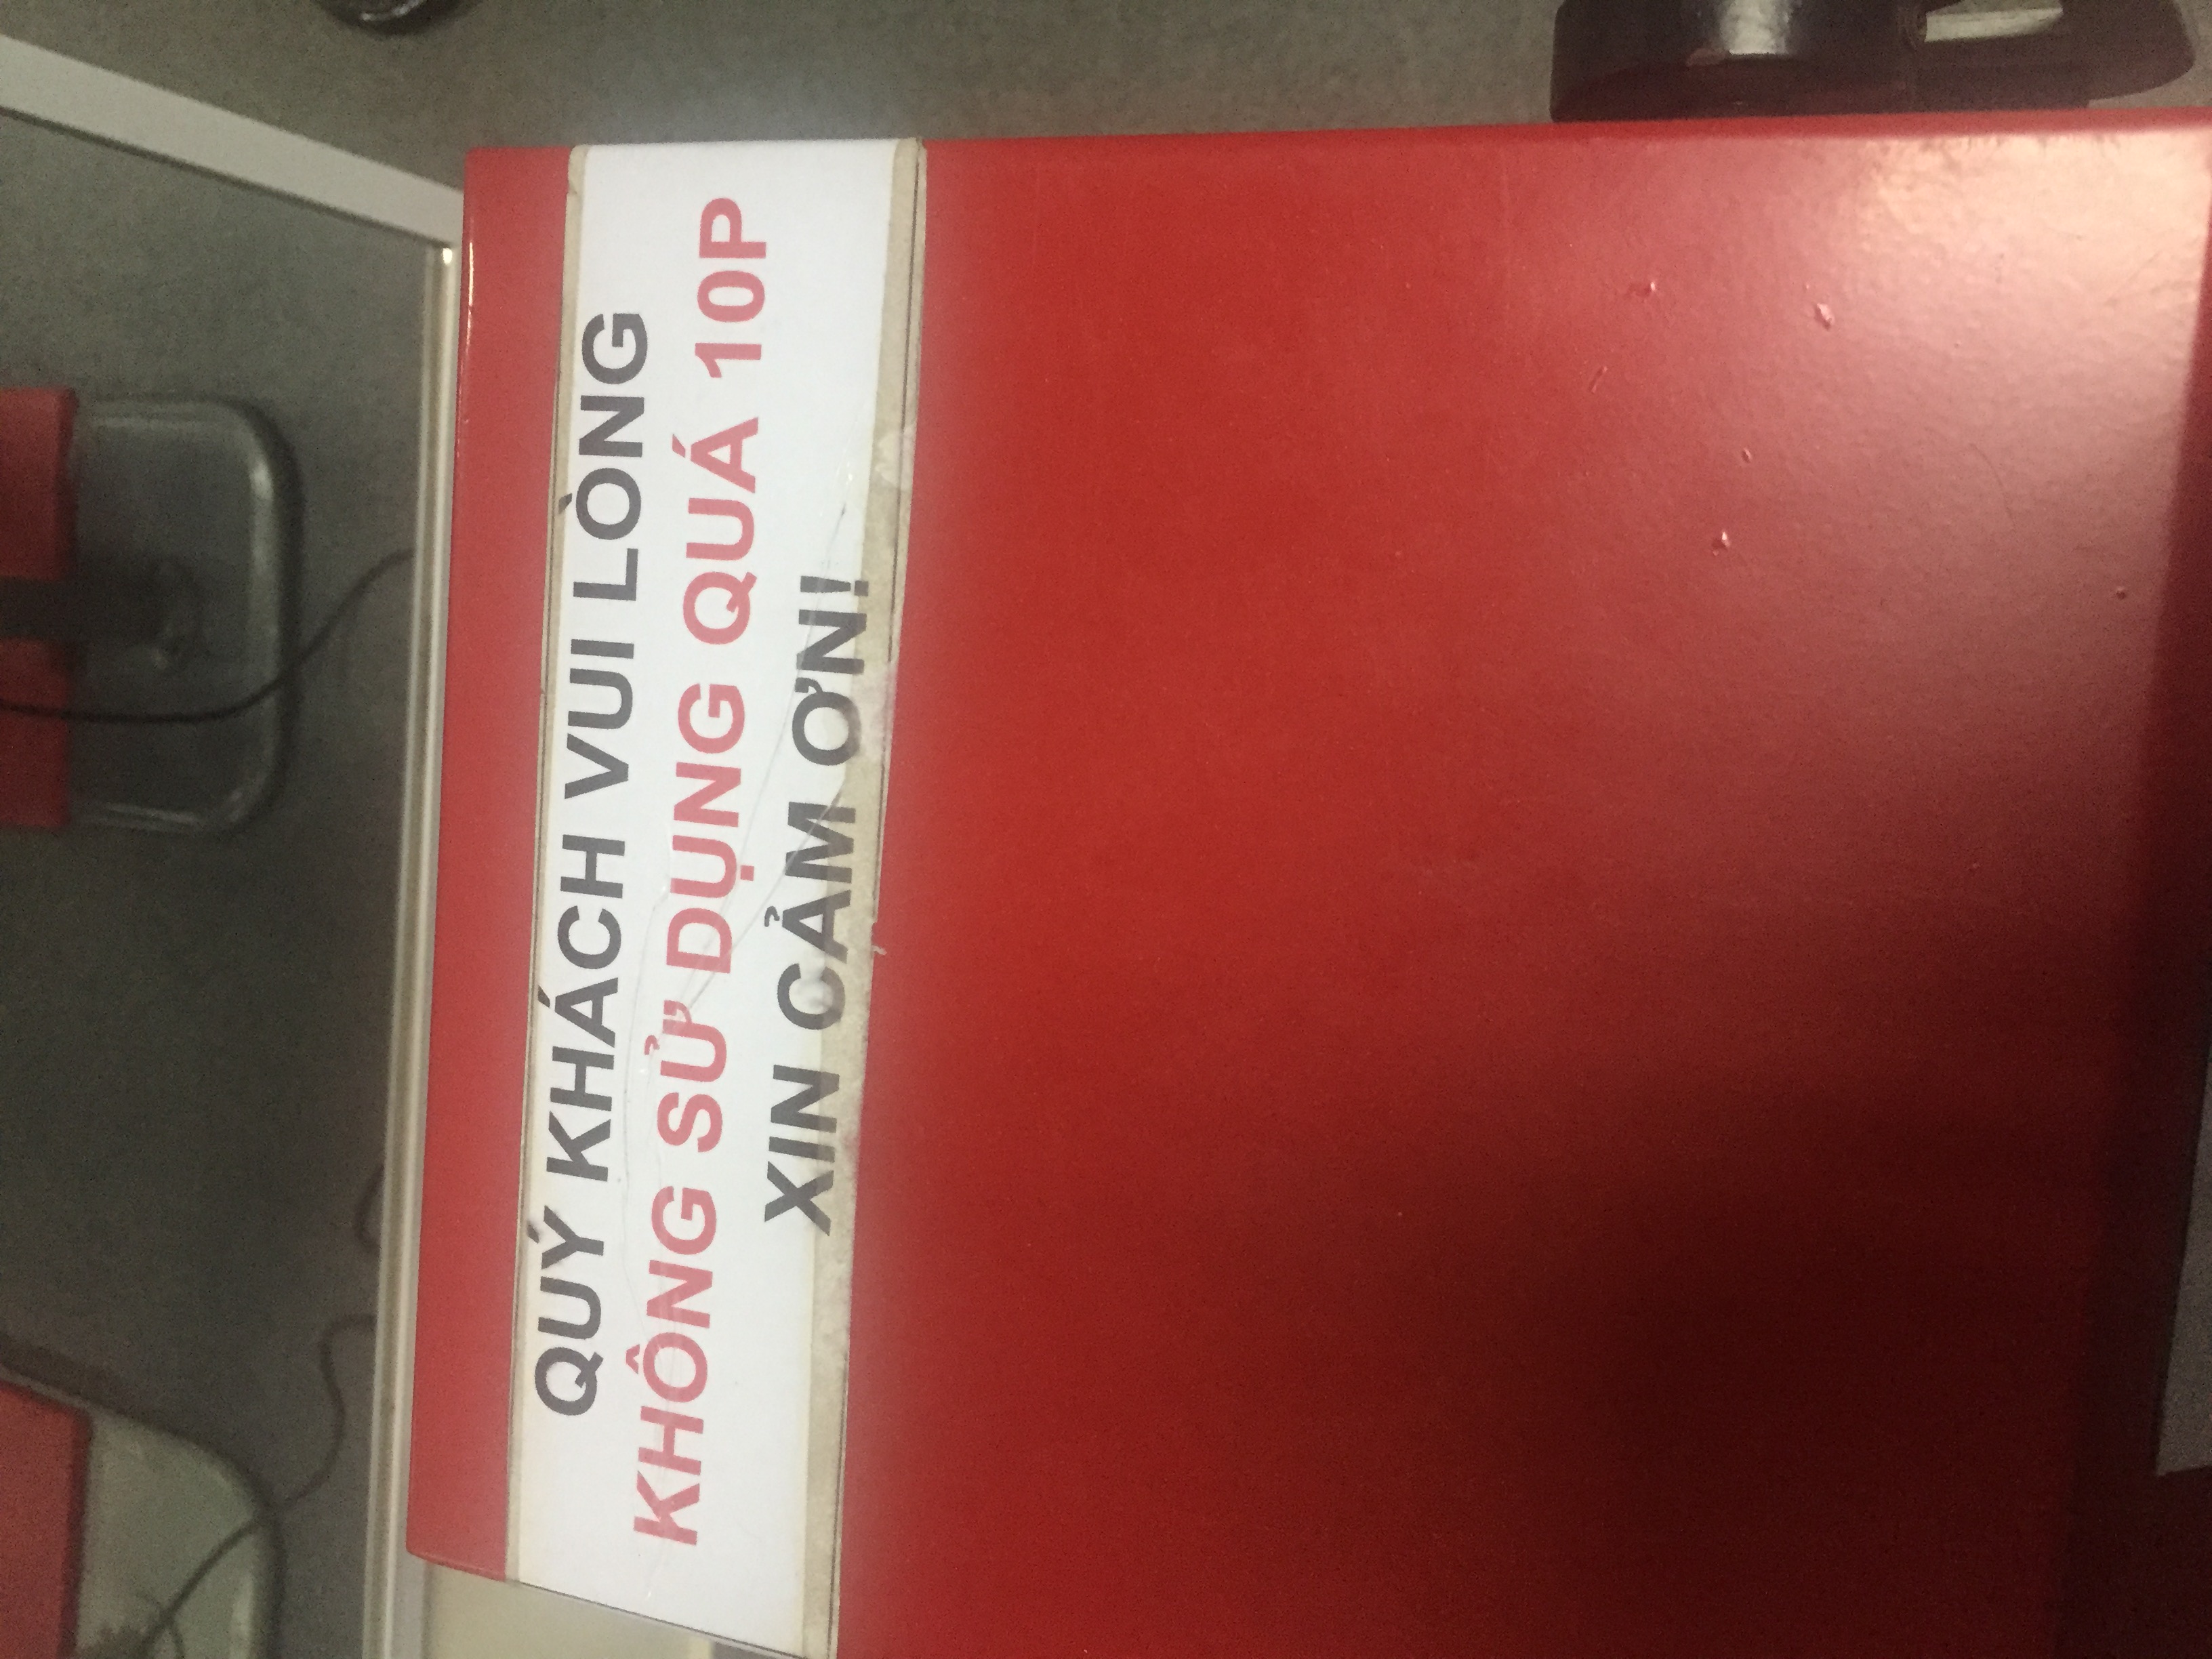 QUÝ KHÁCH VUI LÒNG
KHÔNG SỬ DỤNG QUÁ 10P
XIN CẢM ƠN!